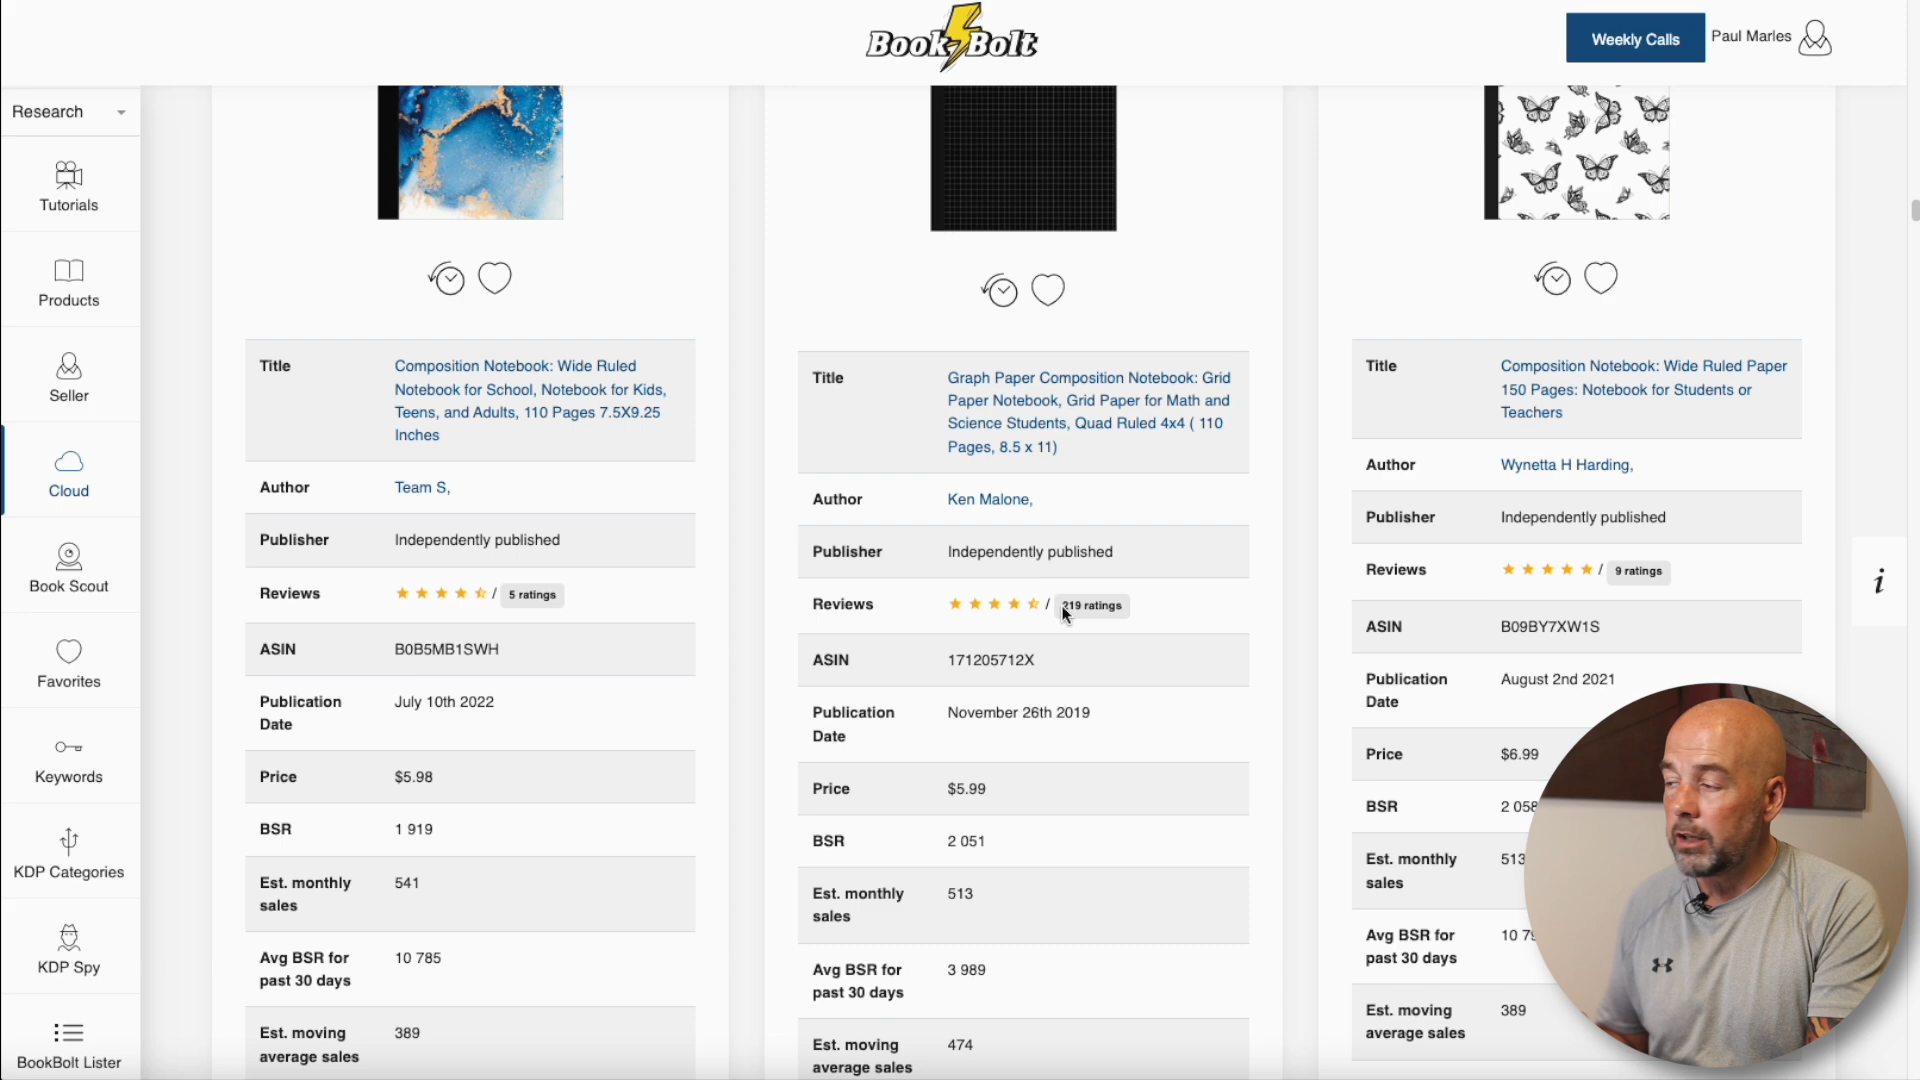 Book Bolt
Weekly Calls
Paul Marles
Research
Tutorials
Products
Seller
Cloud
Book Scout
Favorites
Keywords
KDP Categories
KDP Spy
BookBolt Lister
Title
Composition Notebook: Wide Ruled
Notebook for School, Notebook for Kids,
Teens, and Adults, 110 Pages 7.5X9.25
Inches
Author
Team S,
Publisher
Independently published
Reviews
/ 5 ratings
ASIN
B0B5MB1SWH
Publication
Date
July 10th 2022
Price
$5.98
BSR
1 919
Est. monthly
sales
541
Avg BSR for
past 30 days
10 785
Est. moving
average sales
389
Title
Graph Paper Composition Notebook: Grid
Paper Notebook, Grid Paper for Math and
Science Students, Quad Ruled 4x4 ( 110
Pages, 8.5 x 11)
Author
Ken Malone,
Publisher
Independently published
Reviews
/ 219 ratings
ASIN
171205712X
Publication
Date
November 26th 2019
Price
$5.99
BSR
2 051
Est. monthly
sales
513
Avg BSR for
past 30 days
3 989
Est. moving
average sales
474
Title
Composition Notebook: Wide Ruled Paper
150 Pages: Notebook for Students or
Teachers
Author
Wynetta H Harding,
Publisher
Independently published
Reviews
/ 9 ratings
ASIN
B09BY7XW1S
Publication
Date
August 2nd 2021
Price
$6.99
BSR
2 058
Est. monthly
sales
513
Avg BSR for
past 30 days
10 79
Est. moving
average sales
389
i